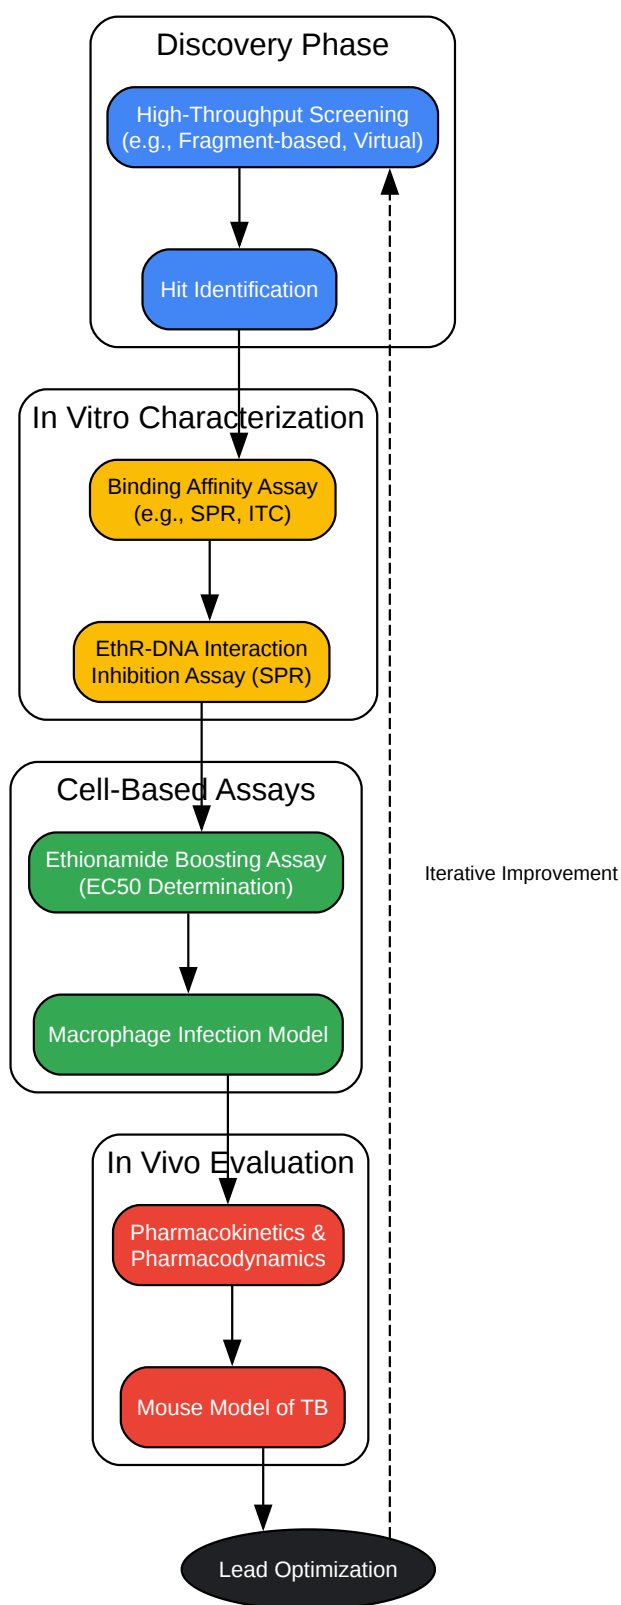 Discovery Phase
High-Throughput Screening
(e.g., Fragment-based, Virtual)
Hit Identification
In Vitro Characterization
Binding Affinity Assay
(e.g., SPR, ITC)
EthR-DNA Interaction
Inhibition Assay (SPR)
Cell-Based Assays
Ethionamide Boosting Assay
(EC50 Determination)
Iterative Improvement
Macrophage Infection Model
In Vivo Evaluation
Pharmacokinetics &
Pharmacodynamics
Mouse Model of TB
Lead Optimization